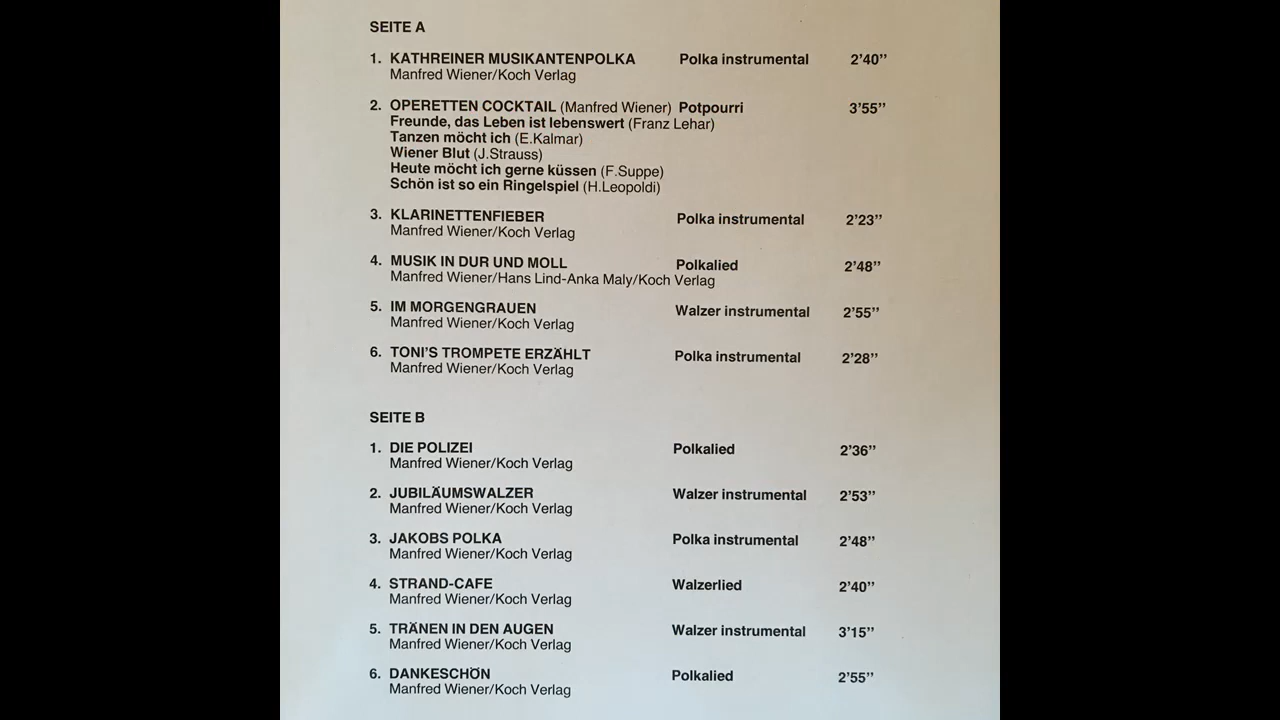 SEITE A
1. KATHREINER MUSIKANTENPOLKA Polka instrumental 2’40’’
Manfred Wiener/Koch Verlag
2. OPERETTEN COCKTAIL (Manfred Wiener) Potpourri 3’55’’
Freunde, das Leben ist lebenswert (Franz Lehar)
Tanzen möcht ich (E.Kalmar)
Wiener Blut (J.Strauss)
Heute möcht ich gerne küssen (F.Suppe)
Schön ist so ein Ringelspiel (H.Leopoldi)
3. KLARINETTENFIEBER Polka instrumental 2’23’’
Manfred Wiener/Koch Verlag
4. MUSIK IN DUR UND MOLL Polkalied 2’48’’
Manfred Wiener/Hans Lind-Anka Maly/Koch Verlag
5. IM MORGENGRAUEN Walzer instrumental 2’55’’
Manfred Wiener/Koch Verlag
6. TONI’S TROMPETE ERZÄHLT Polka instrumental 2’28’’
Manfred Wiener/Koch Verlag
SEITE B
1. DIE POLIZEI Polkalied 2’36’’
Manfred Wiener/Koch Verlag
2. JUBILÄUMSWALZER Walzer instrumental 2’53’’
Manfred Wiener/Koch Verlag
3. JAKOBS POLKA Polka instrumental 2’48’’
Manfred Wiener/Koch Verlag
4. STRAND-CAFE Walzerlied 2’40’’
Manfred Wiener/Koch Verlag
5. TRÄNEN IN DEN AUGEN Walzer instrumental 3’15’’
Manfred Wiener/Koch Verlag
6. DANKESCHÖN Polkalied 2’55’’
Manfred Wiener/Koch Verlag